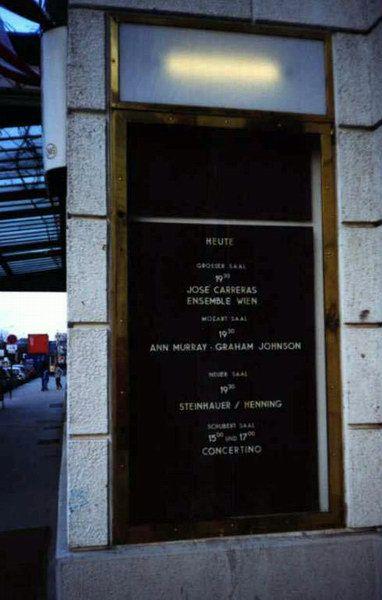 HEUTE
GROSSER SAAL
19³⁰
JOSE CARRERAS
ENSEMBLE WIEN
MOZART SAAL
19³⁰
ANN MURRAY - GRAHAM JOHNSON
NEUER SAAL
19³⁰
STEINHAUER / HENNING
SCHUBERT SAAL
15⁰⁰ UND 17⁰⁰
CONCERTINO